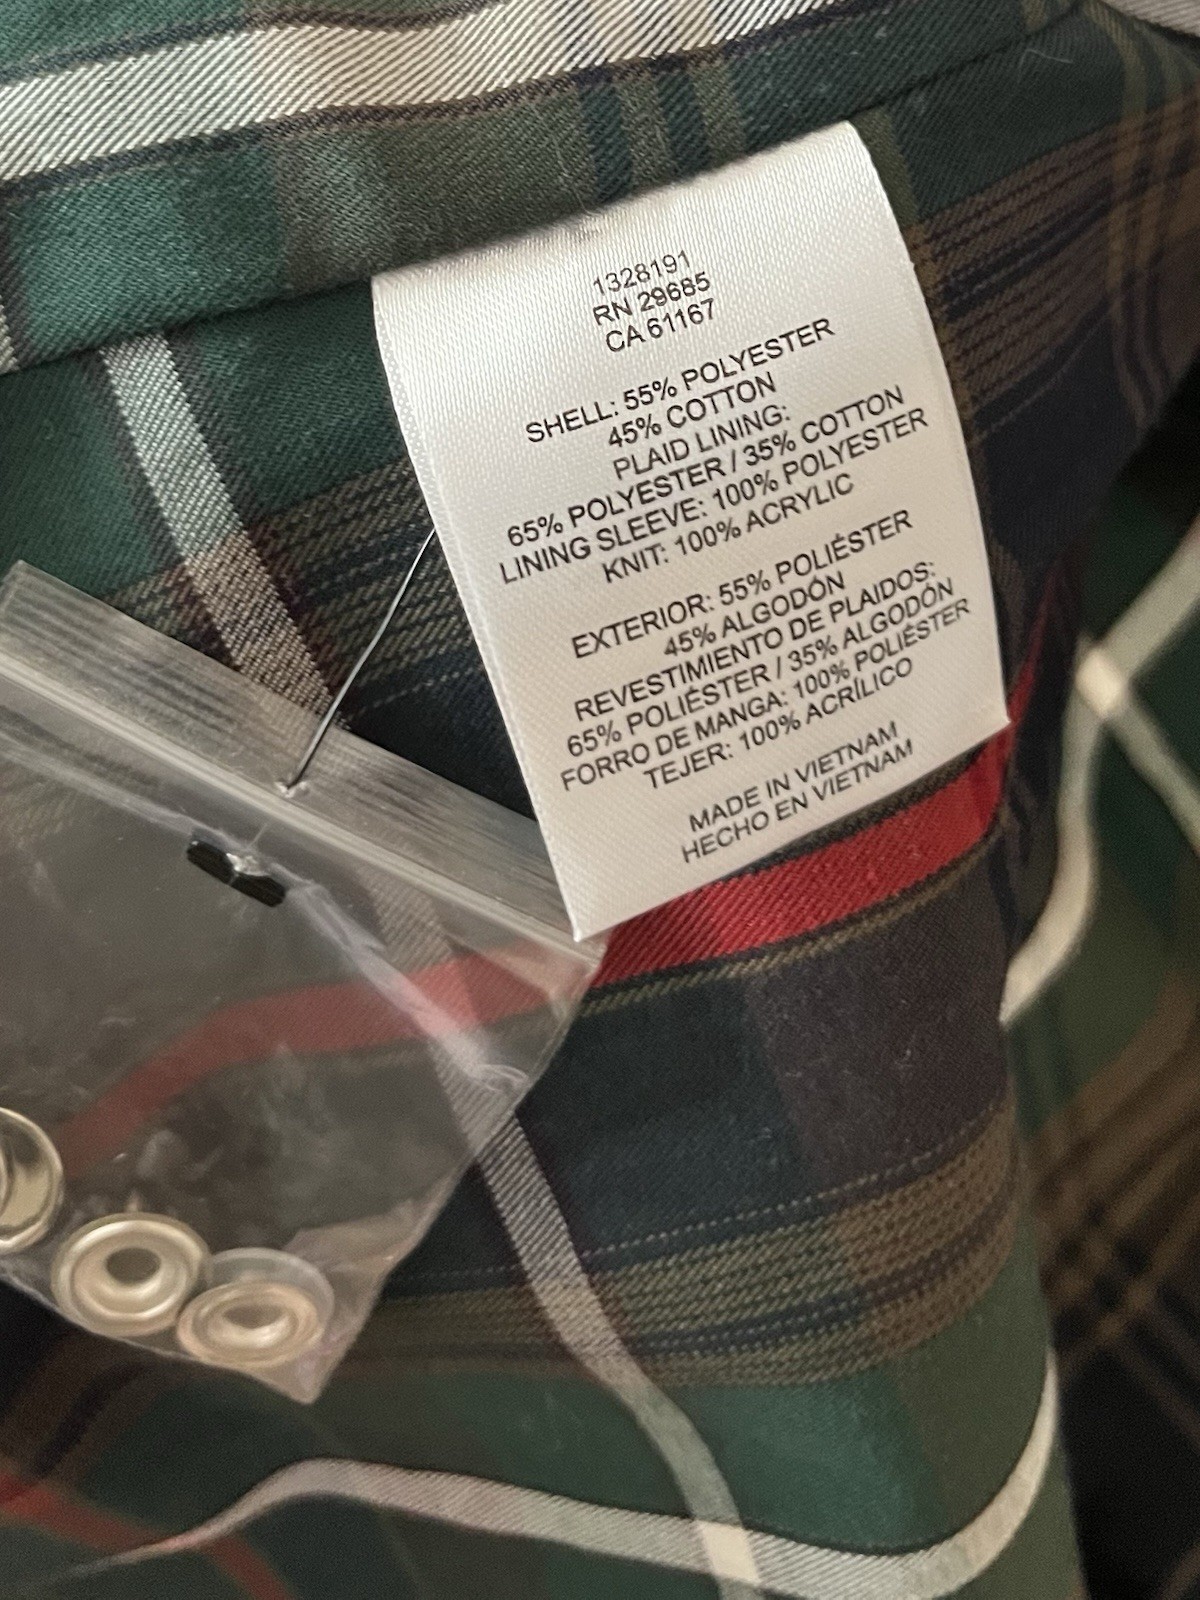 1328191
RN 29685
CA 61167
SHELL: 55% POLYESTER
45% COTTON
PLAID LINING:
65% POLYESTER / 35% COTTON
LINING SLEEVE: 100% POLYESTER
KNIT: 100% ACRYLIC
EXTERIOR: 55% POLIÉSTER
45% ALGODÓN
REVESTIMIENTO DE PLAIDOS:
65% POLIÉSTER / 35% ALGODÓN
FORRO DE MANGA: 100% POLIÉSTER
TEJER: 100% ACRÍLICO
MADE IN VIETNAM
HECHO EN VIETNAM